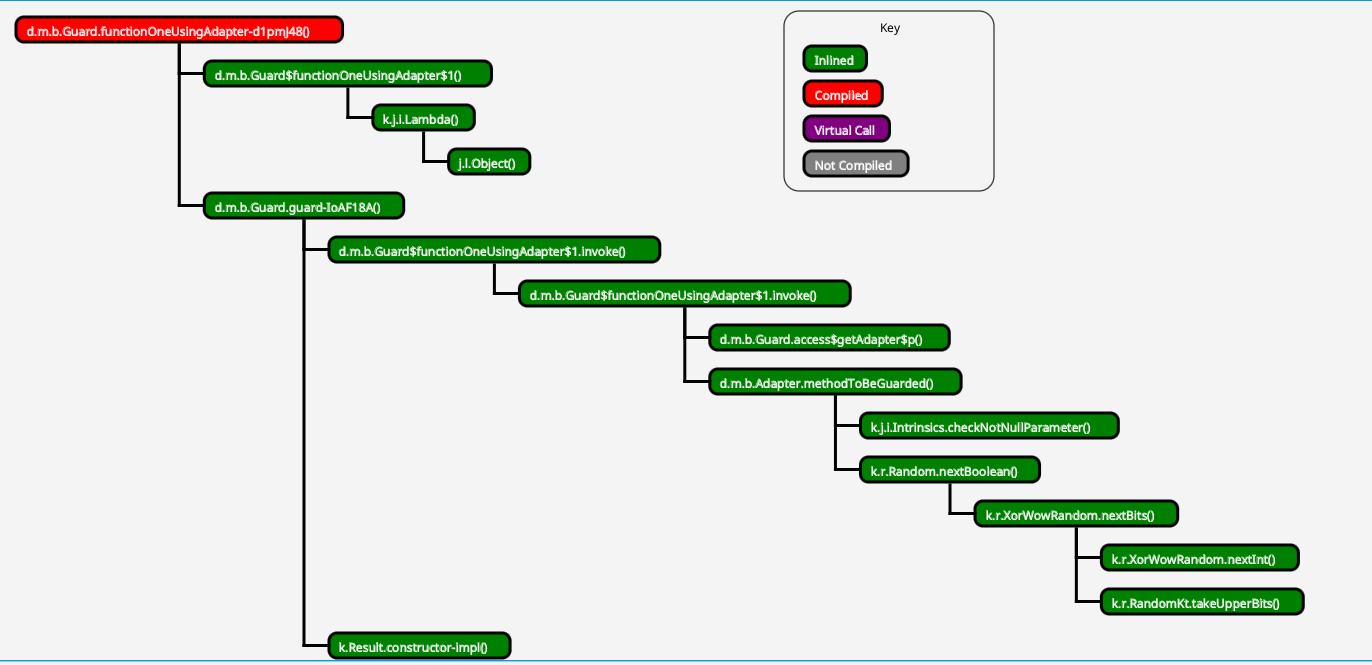 d.m.b.Guard.functionOneUsingAdapter-d1pmJ48()
Key
d.m.b.Guard$functionOneUsingAdapter$1()
Inlined
Compiled
k.j.i.Lambda()
Virtual Call
j.l.Object()
Not Compiled
d.m.b.Guard.guard-IoAF18A()
d.m.b.Guard$functionOneUsingAdapter$1.invoke()
d.m.b.Guard$functionOneUsingAdapter$1.invoke()
d.m.b.Guard.access$getAdapter$p()
d.m.b.Adapter.methodToBeGuarded()
k.j.i.Intrinsics.checkNotNullParameter()
k.r.Random.nextBoolean()
k.r.XorWowRandom.nextBits()
k.r.XorWowRandom.nextInt()
k.r.RandomKt.takeUpperBits()
k.Result.constructor-impl()